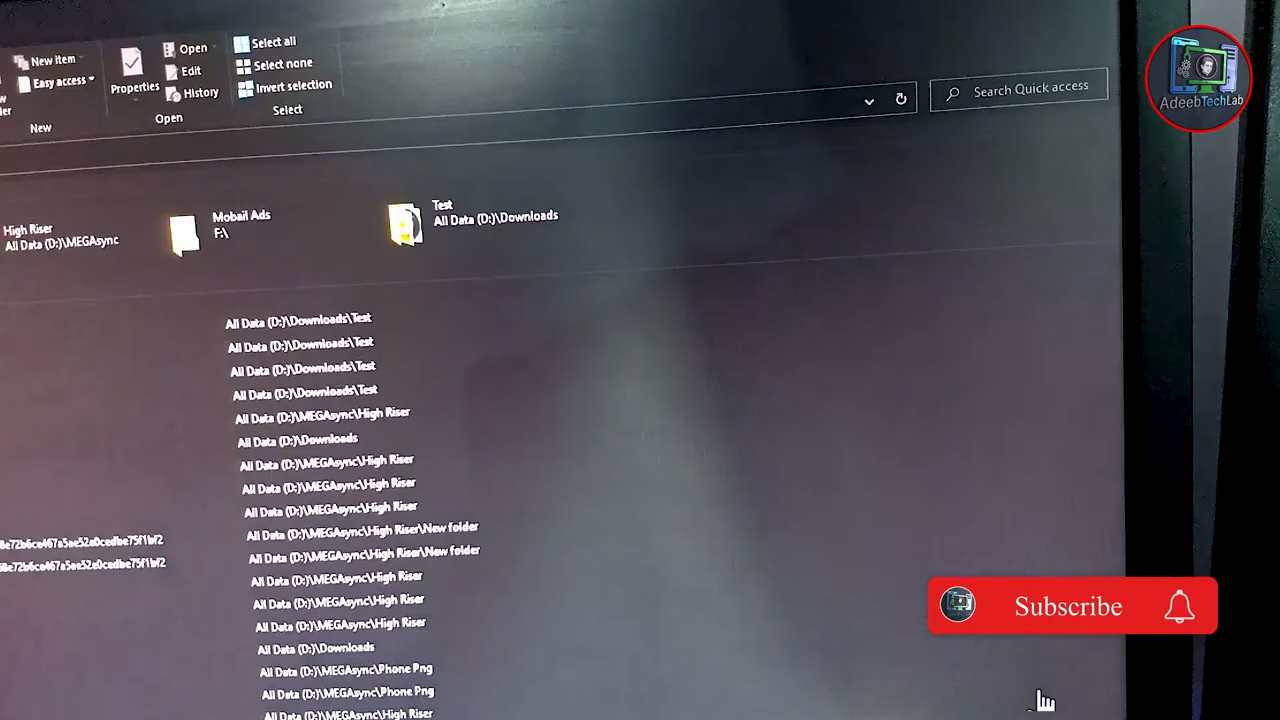 New item
Easy access
Properties
Open
Edit
History
Select all
Select none
Invert selection
New
Open
Select
Search Quick access
AdeebTechLab
High Riser
All Data (D:)\MEGAsync
Mobail Ads
F:\
Test
All Data (D:)\Downloads
All Data (D:)\Downloads\Test
All Data (D:)\Downloads\Test
All Data (D:)\Downloads\Test
All Data (D:)\Downloads\Test
All Data (D:)\MEGAsync\High Riser
All Data (D:)\Downloads
All Data (D:)\MEGAsync\High Riser
All Data (D:)\MEGAsync\High Riser
All Data (D:)\MEGAsync\High Riser
All Data (D:)\MEGAsync\High Riser\New folder
All Data (D:)\MEGAsync\High Riser\New folder
All Data (D:)\MEGAsync\High Riser
All Data (D:)\MEGAsync\High Riser
All Data (D:)\MEGAsync\High Riser
All Data (D:)\Downloads
All Data (D:)\MEGAsync\Phone Png
All Data (D:)\MEGAsync\Phone Png
All Data (D:)\MEGAsync\High Riser
Subscribe